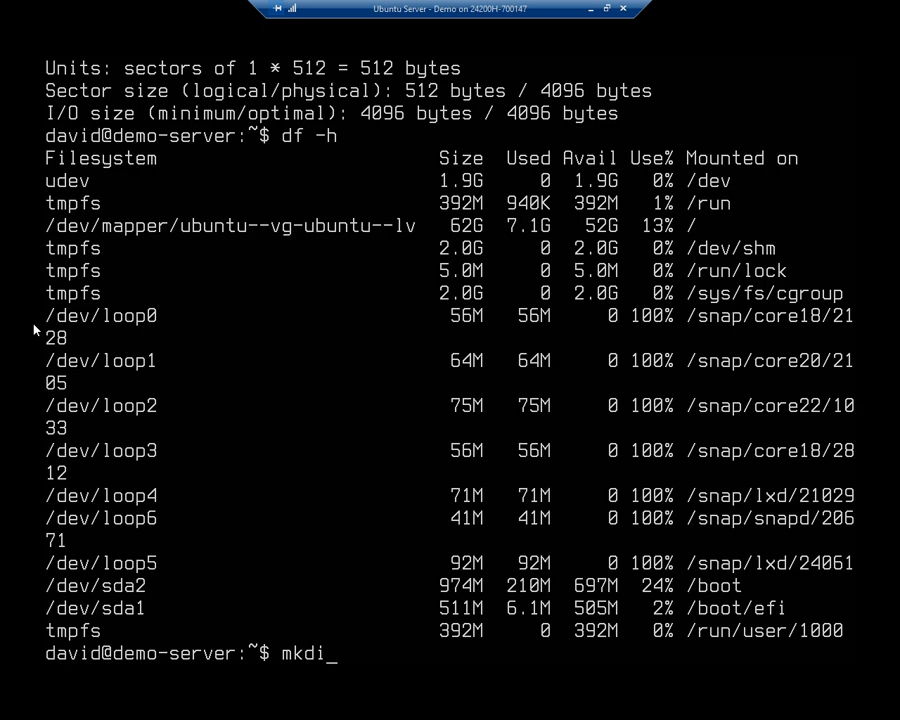 Ubuntu Server - Demo on 24200H-700147
Units: sectors of 1 * 512 = 512 bytes
Sector size (logical/physical): 512 bytes / 4096 bytes
I/O size (minimum/optimal): 4096 bytes / 4096 bytes
david@demo-server:~$ df -h
Filesystem Size Used Avail Use% Mounted on
udev 1.9G 0 1.9G 0% /dev
tmpfs 392M 940K 392M 1% /run
/dev/mapper/ubuntu--vg-ubuntu--lv 62G 7.1G 52G 13% /
tmpfs 2.0G 0 2.0G 0% /dev/shm
tmpfs 5.0M 0 5.0M 0% /run/lock
tmpfs 2.0G 0 2.0G 0% /sys/fs/cgroup
/dev/loop0 56M 56M 0 100% /snap/core18/21
28
/dev/loop1 64M 64M 0 100% /snap/core20/21
05
/dev/loop2 75M 75M 0 100% /snap/core22/10
33
/dev/loop3 56M 56M 0 100% /snap/core18/28
12
/dev/loop4 71M 71M 0 100% /snap/lxd/21029
/dev/loop6 41M 41M 0 100% /snap/snapd/206
71
/dev/loop5 92M 92M 0 100% /snap/lxd/24061
/dev/sda2 974M 210M 697M 24% /boot
/dev/sda1 511M 6.1M 505M 2% /boot/efi
tmpfs 392M 0 392M 0% /run/user/1000
david@demo-server:~$ mkdi_